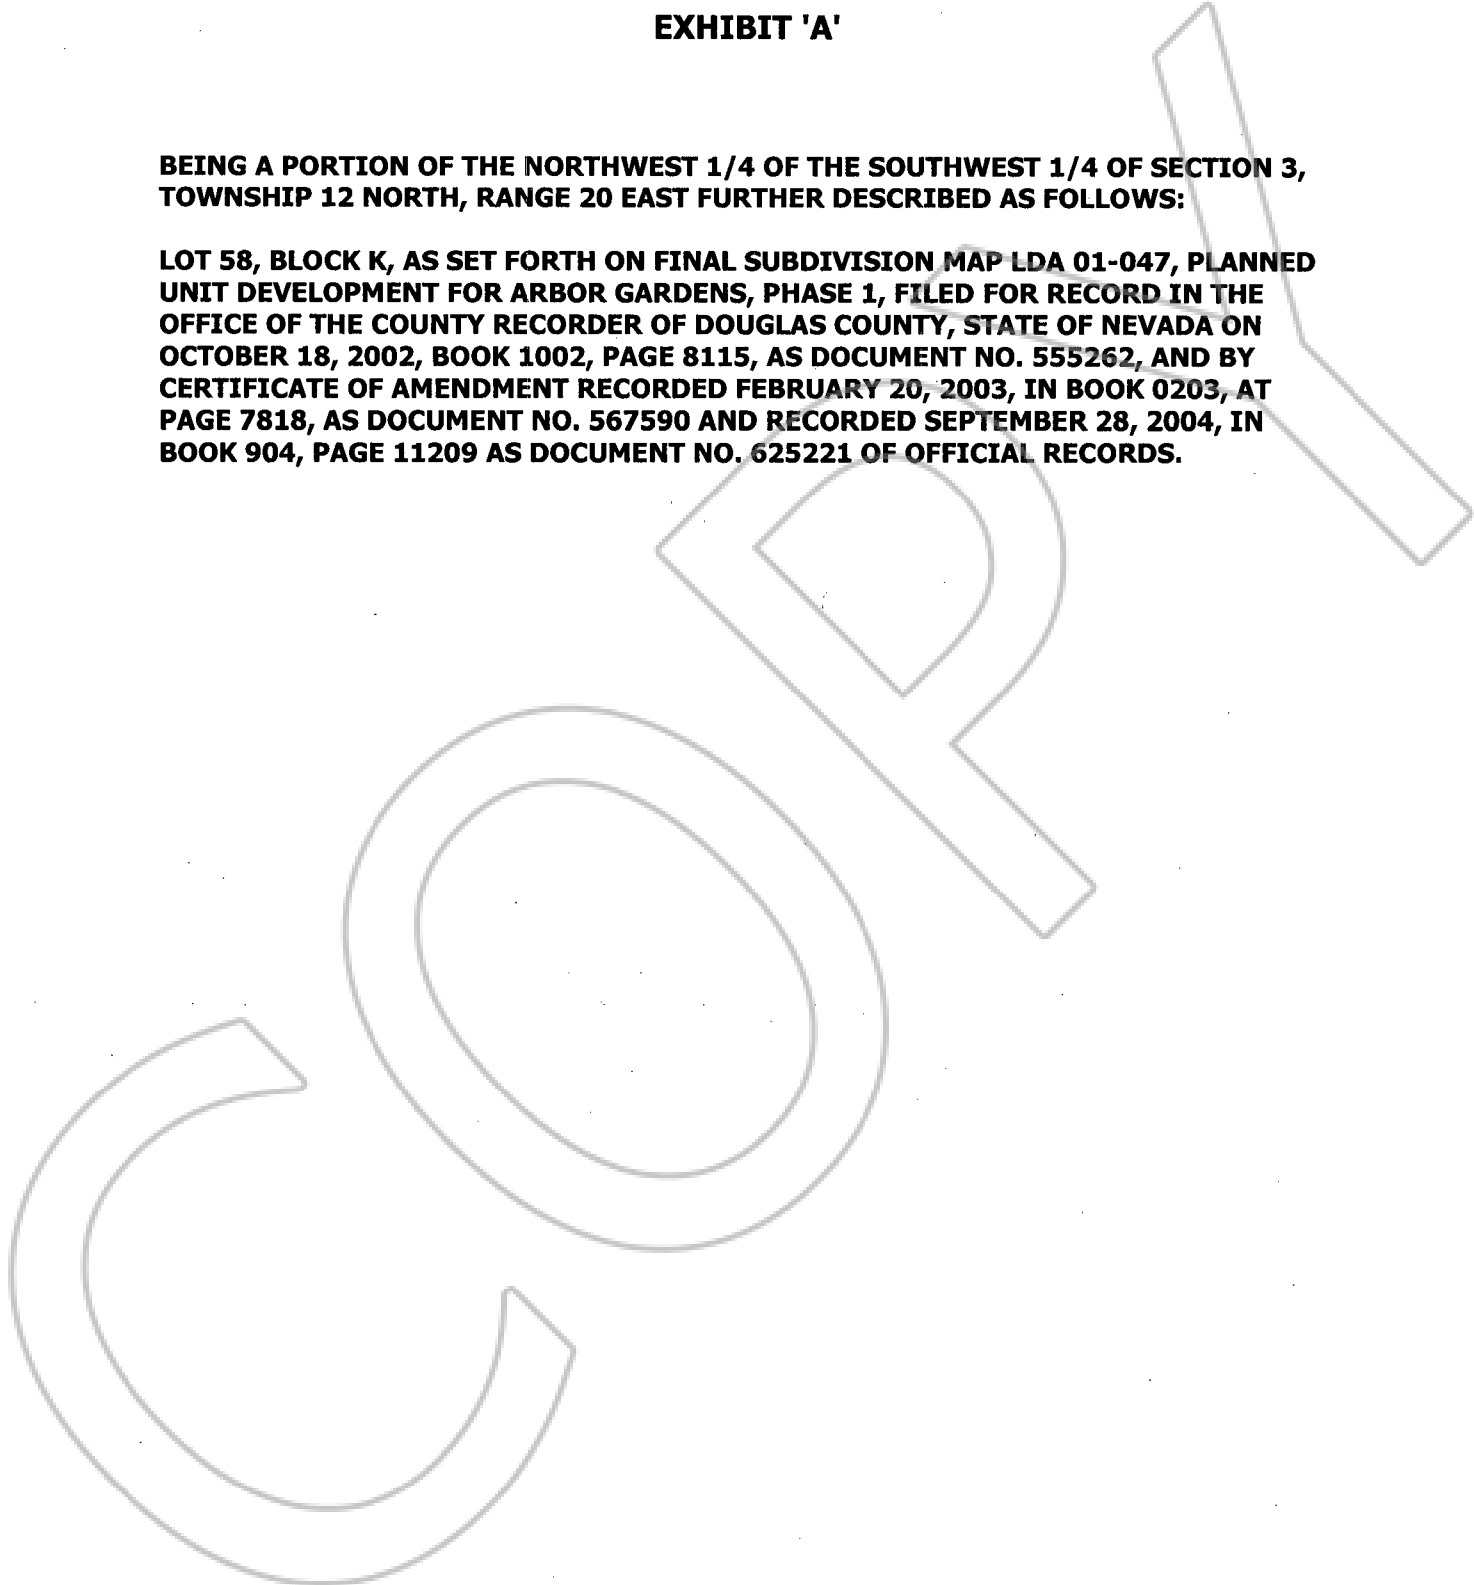 EXHIBIT 'A'
BEING A PORTION OF THE NORTHWEST 1/4 OF THE SOUTHWEST 1/4 OF SECTION 3,
TOWNSHIP 12 NORTH, RANGE 20 EAST FURTHER DESCRIBED AS FOLLOWS:
LOT 58, BLOCK K, AS SET FORTH ON FINAL SUBDIVISION MAP LDA 01-047, PLANNED
UNIT DEVELOPMENT FOR ARBOR GARDENS, PHASE 1, FILED FOR RECORD IN THE
OFFICE OF THE COUNTY RECORDER OF DOUGLAS COUNTY, STATE OF NEVADA ON
OCTOBER 18, 2002, BOOK 1002, PAGE 8115, AS DOCUMENT NO. 555262, AND BY
CERTIFICATE OF AMENDMENT RECORDED FEBRUARY 20, 2003, IN BOOK 0203, AT
PAGE 7818, AS DOCUMENT NO. 567590 AND RECORDED SEPTEMBER 28, 2004, IN
BOOK 904, PAGE 11209 AS DOCUMENT NO. 625221 OF OFFICIAL RECORDS.
COPY